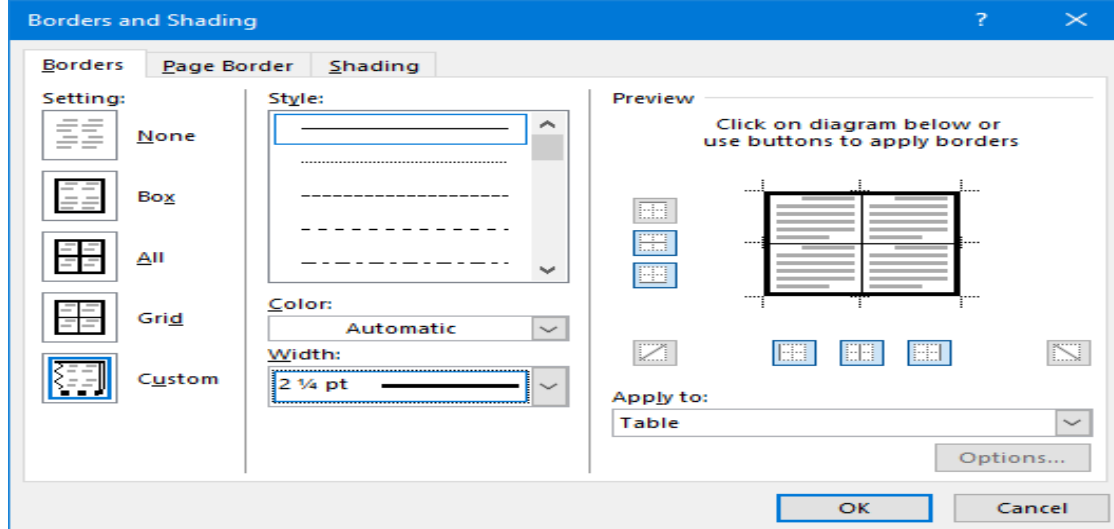 Borders and Shading
Borders Page Border Shading
Setting:
None
Box
All
Grid
Custom
Style:
Color:
Automatic
Width:
2 ¼ pt
Preview
Click on diagram below or
use buttons to apply borders
Apply to:
Table
Options...
OK Cancel